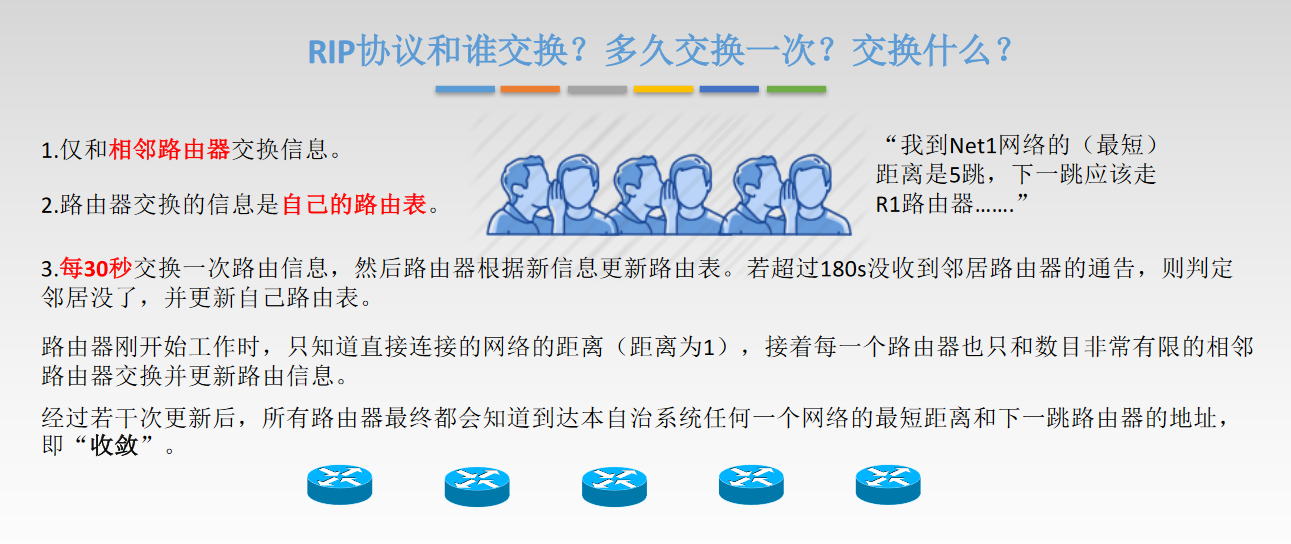 RIP协议和谁交换？多久交换一次？交换什么？
1.仅和相邻路由器交换信息。
2.路由器交换的信息是自己的路由表。
“我到Net1网络的（最短）
距离是5跳，下一跳应该走
R1路由器.......”
3.每30秒交换一次路由信息，然后路由器根据新信息更新路由表。若超过180s没收到邻居路由器的通告，则判定
邻居没了，并更新自己路由表。
路由器刚开始工作时，只知道直接连接的网络的距离（距离为1），接着每一个路由器也只和数目非常有限的相邻
路由器交换并更新路由信息。
经过若干次更新后，所有路由器最终都会知道到达本自治系统任何一个网络的最短距离和下一跳路由器的地址，
即“收敛”。